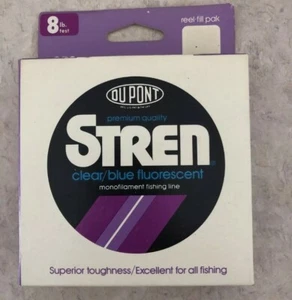 8 lb.
test
reel fill pak
DU PONT
premium quality
STREN®
clear/blue fluorescent
monofilament fishing line
Superior toughness/Excellent for all fishing